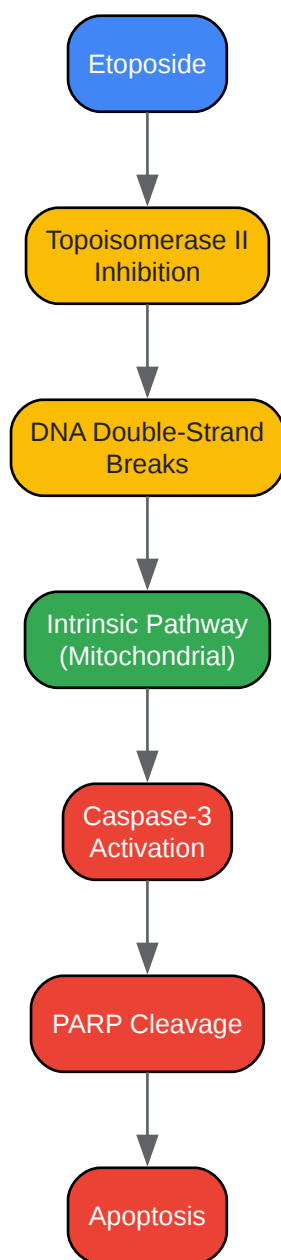 Etoposide
Topoisomerase II
Inhibition
DNA Double-Strand
Breaks
Intrinsic Pathway
(Mitochondrial)
Caspase-3
Activation
PARP Cleavage
Apoptosis